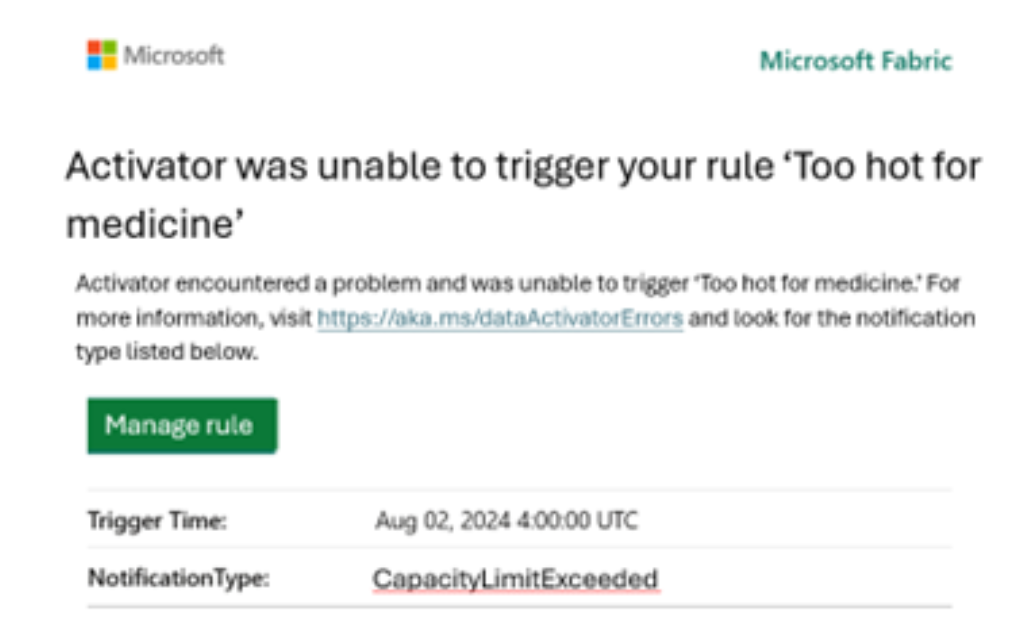 Microsoft
Microsoft Fabric
Activator was unable to trigger your rule ‘Too hot for
medicine’
Activator encountered a problem and was unable to trigger ‘Too hot for medicine.’ For
more information, visit https://aka.ms/dataActivatorErrors and look for the notification
type listed below.
Manage rule
Trigger Time: Aug 02, 2024 4:00:00 UTC
NotificationType: CapacityLimitExceeded